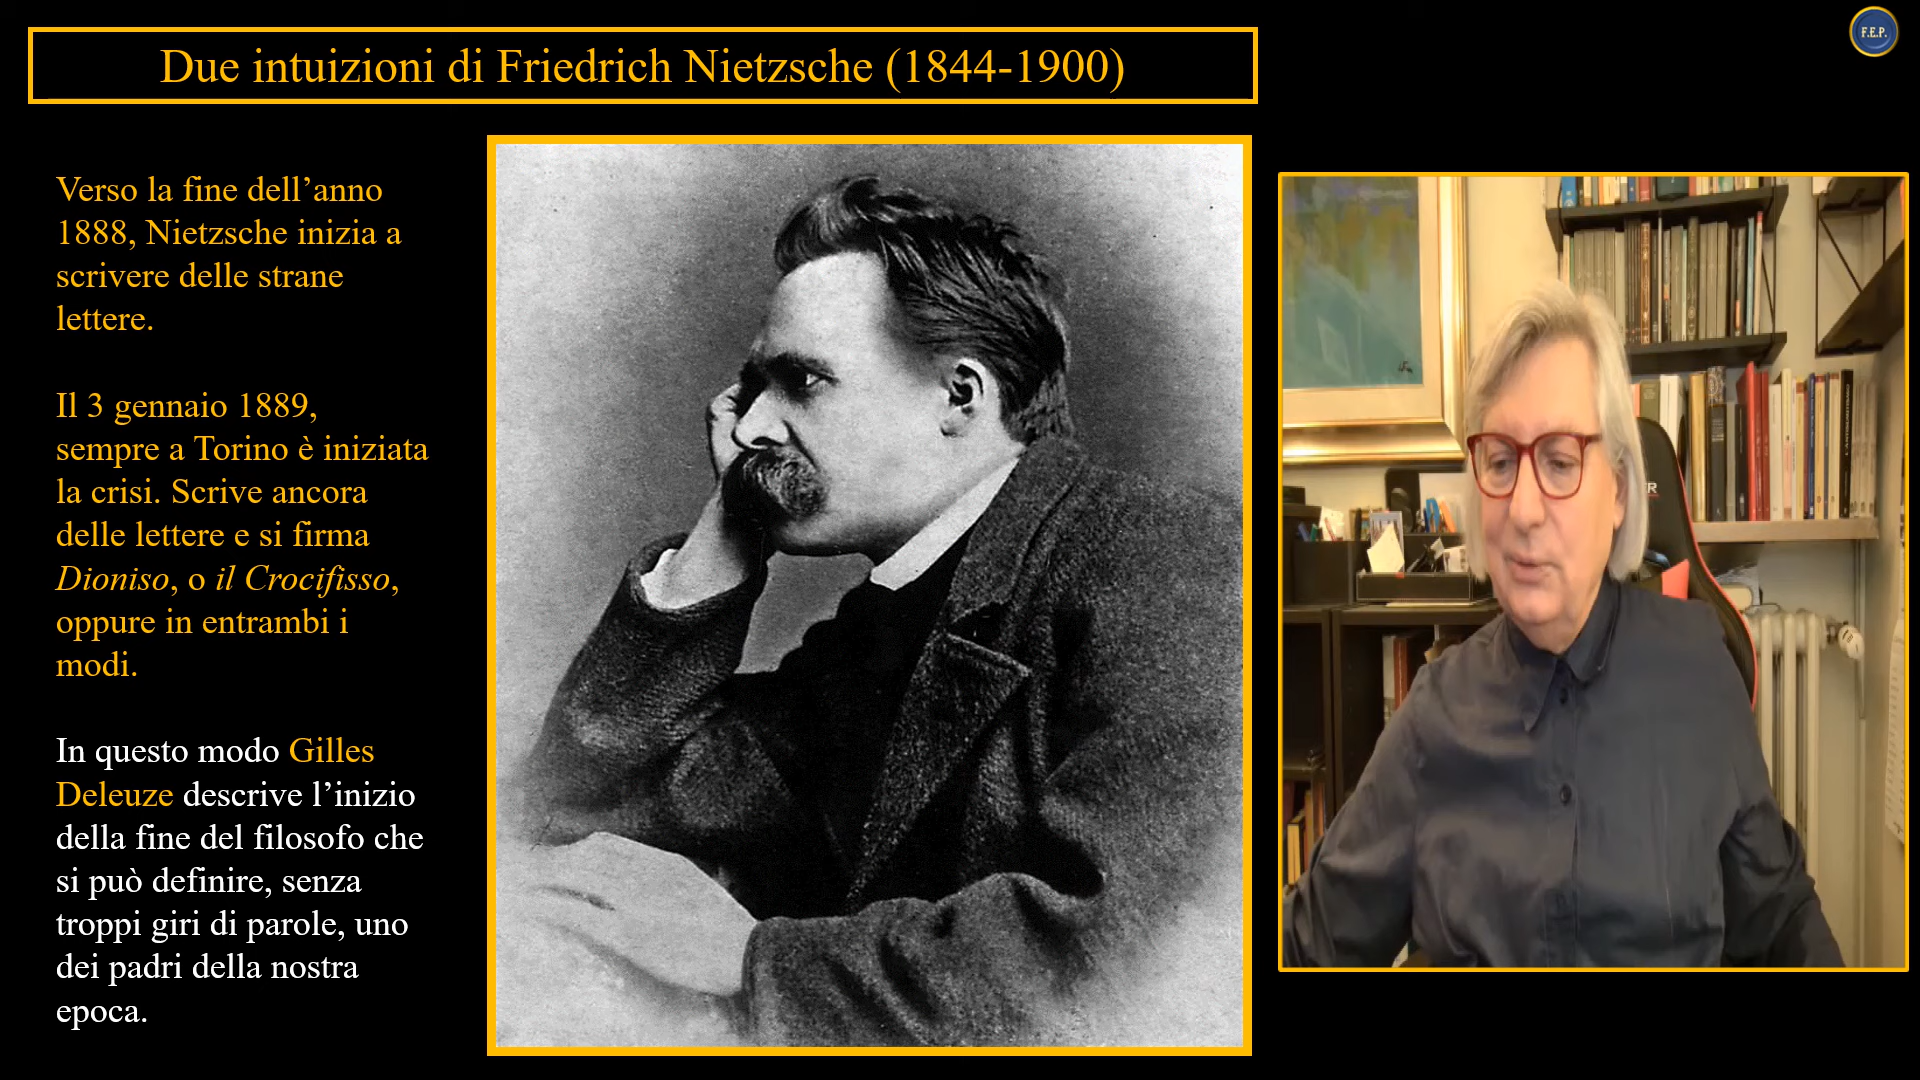 Due intuizioni di Friedrich Nietzsche (1844-1900)
F.E.P.
Verso la fine dell’anno
1888, Nietzsche inizia a
scrivere delle strane
lettere.
Il 3 gennaio 1889,
sempre a Torino è iniziata
la crisi. Scrive ancora
delle lettere e si firma
Dioniso, o il Crocifisso,
oppure in entrambi i
modi.
In questo modo Gilles
Deleuze descrive l’inizio
della fine del filosofo che
si può definire, senza
troppi giri di parole, uno
dei padri della nostra
epoca.